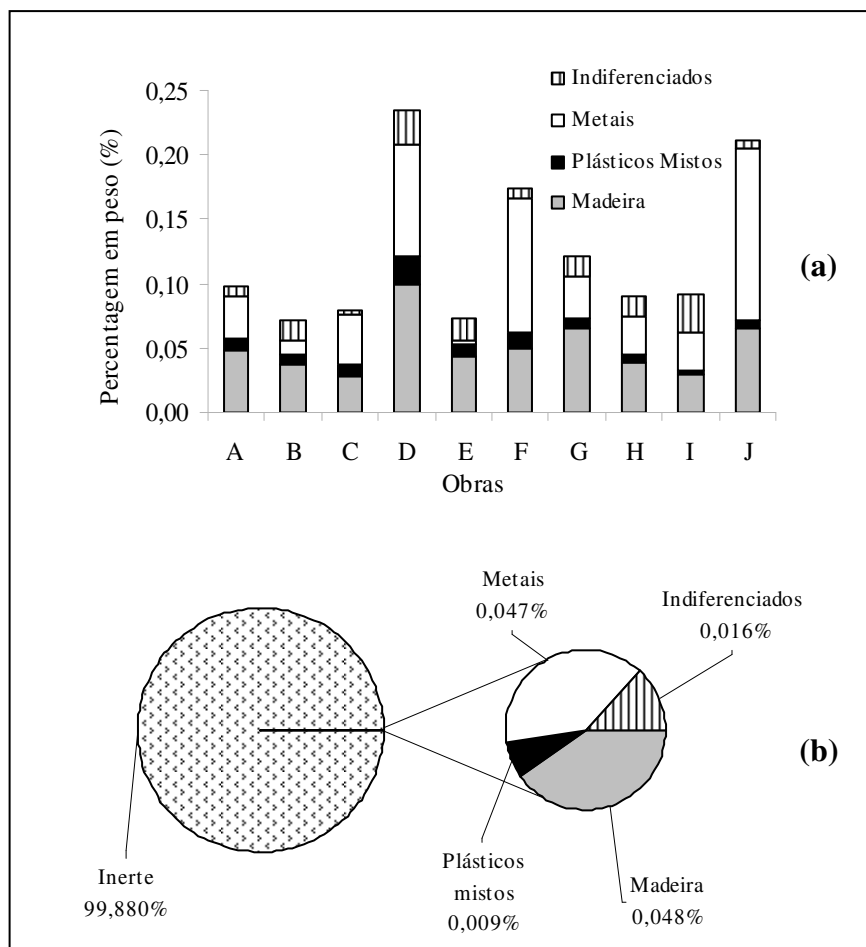 Percentagem em peso (%)
0,25
0,20
0,15
0,10
0,05
0,00
Indiferenciados
Metais
Plásticos Mistos
Madeira
(a)
A B C D E F G H I J
Obras
Metais
0,047%
Indiferenciados
0,016%
(b)
Inerte
99,880%
Plásticos
mistos
0,009%
Madeira
0,048%